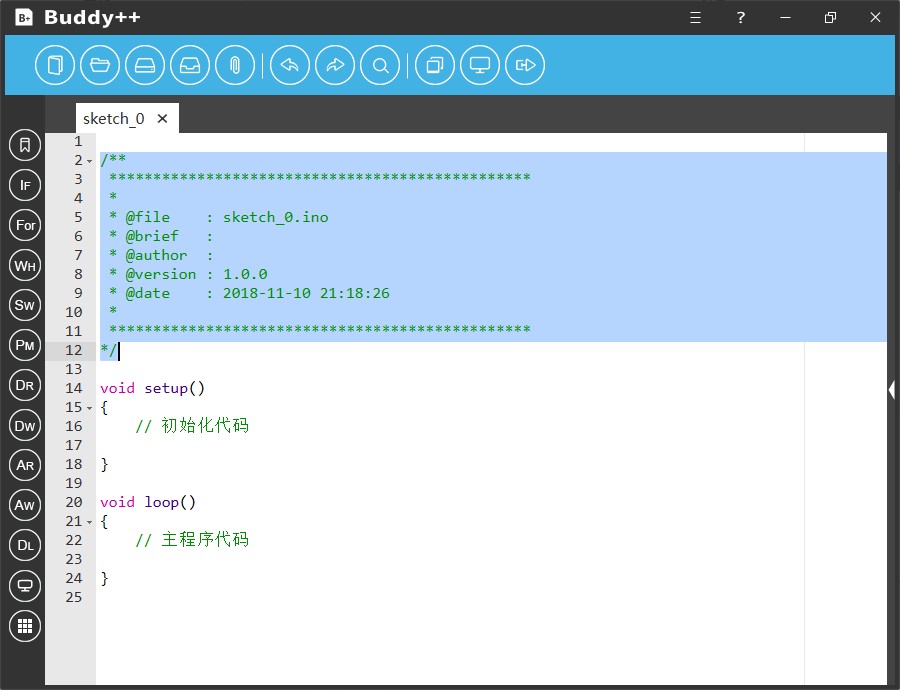 B+ Buddy++ ?
sketch_0 ×
1
2 /**
3 ************************************************
4 *
5 * @file    : sketch_0.ino
6 * @brief   :
7 * @author  :
8 * @version : 1.0.0
9 * @date    : 2018-11-10 21:18:26
10 *
11 ************************************************
12 */
13
14 void setup()
15 {
16     // 初始化代码
17
18 }
19
20 void loop()
21 {
22     // 主程序代码
23
24 }
25
IF
For
WH
SW
PM
DR
DW
AR
AW
DL